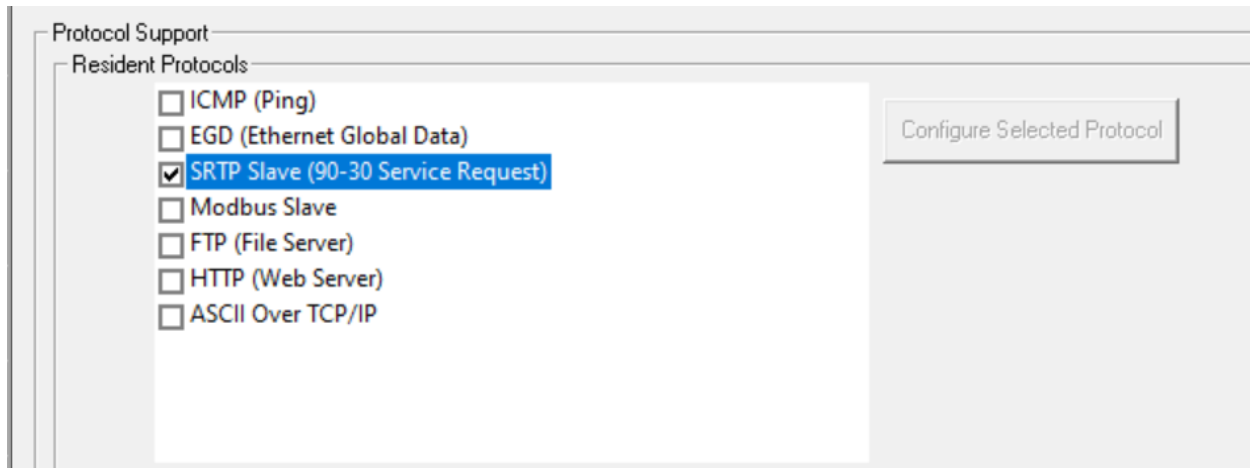 Protocol Support
Resident Protocols
ICMP (Ping)
EGD (Ethernet Global Data)
Configure Selected Protocol
SRTP Slave (90-30 Service Request)
Modbus Slave
FTP (File Server)
HTTP (Web Server)
ASCII Over TCP/IP